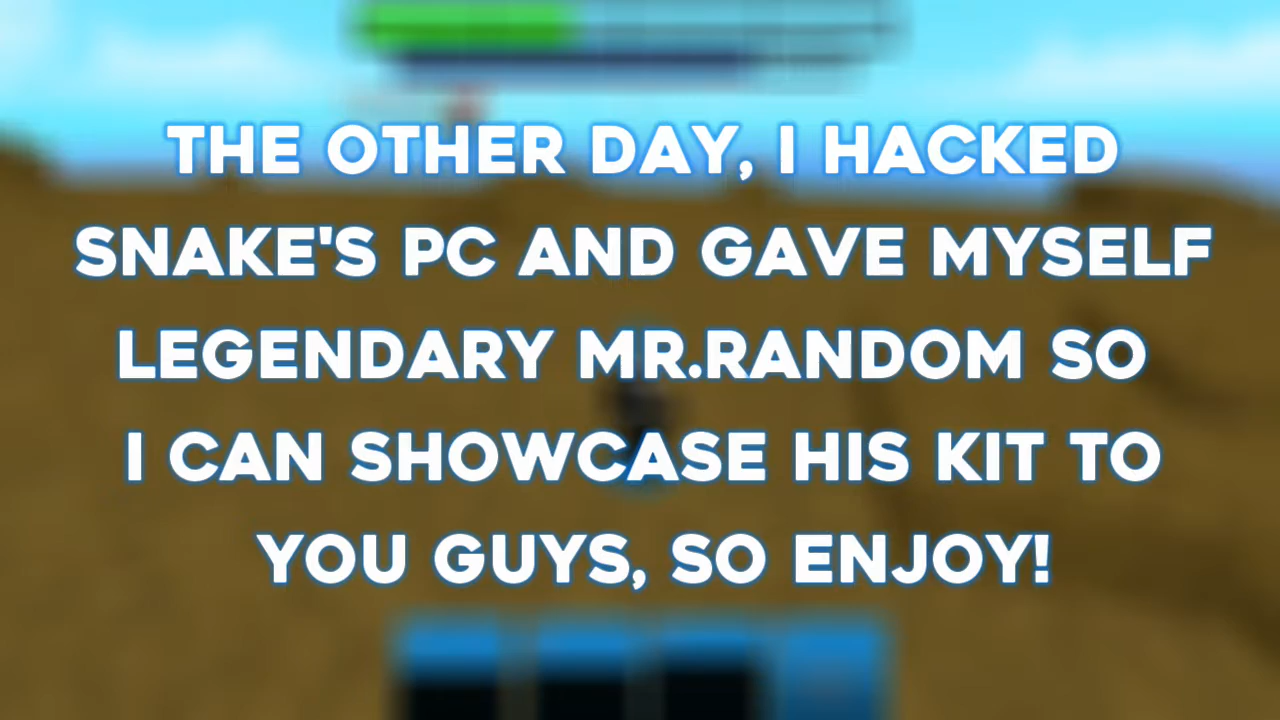 THE OTHER DAY, I HACKED
SNAKE'S PC AND GAVE MYSELF
LEGENDARY MR.RANDOM SO
I CAN SHOWCASE HIS KIT TO
YOU GUYS, SO ENJOY!